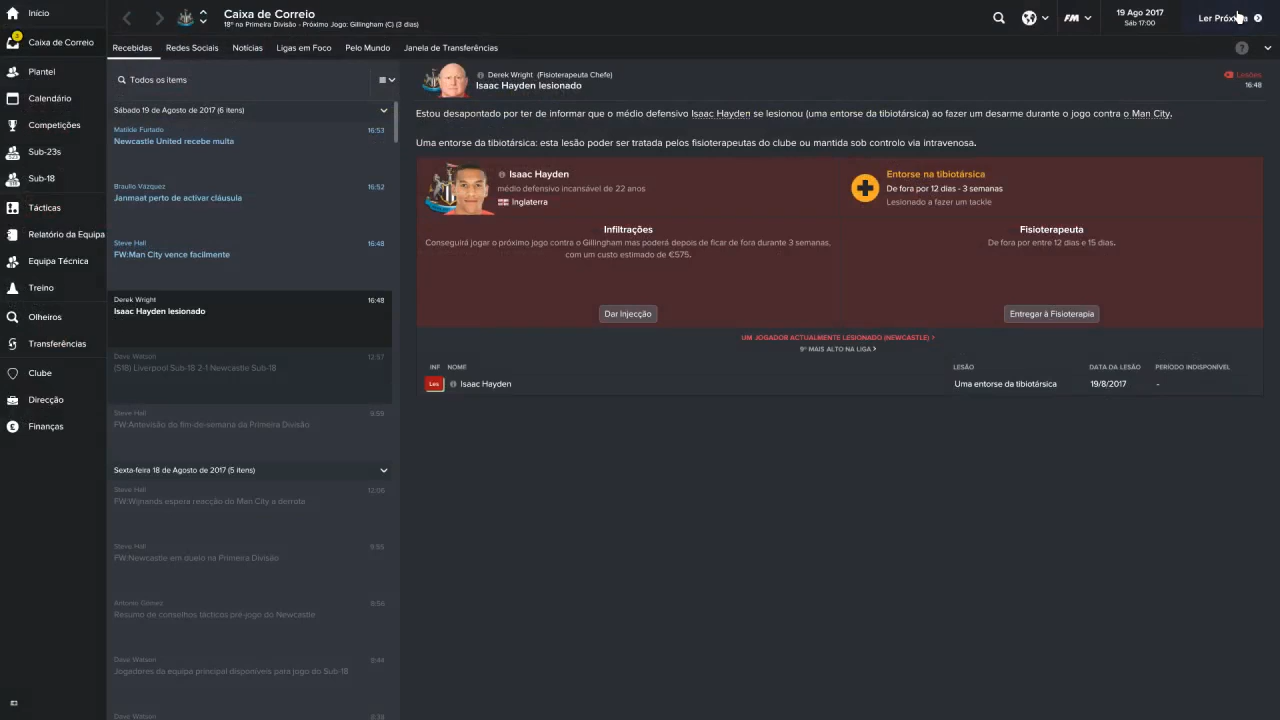 Início
3
Caixa de Correio
Plantel
Calendário
Competições
Sub-23s
Sub-18
Tácticas
Relatório da Equipa
Equipa Técnica
Treino
Olheiros
Transferências
Clube
Direcção
Finanças
Caixa de Correio
18º na Primeira Divisão - Próximo Jogo: Gillingham (C) (3 dias)
FM
19 Ago 2017
Sáb 17:00
Ler Próximo
Recebidas
Redes Sociais
Notícias
Ligas em Foco
Pelo Mundo
Janela de Transferências
?
Todos os itens
Sábado 19 de Agosto de 2017 (6 itens)
Matilde Furtado 16:53
Newcastle United recebe multa
Braulio Vázquez 16:52
Janmaat perto de activar cláusula
Steve Hall 16:48
FW:Man City vence facilmente
Derek Wright 16:48
Isaac Hayden lesionado
Dave Watson 12:57
(S18) Liverpool Sub-18 2-1 Newcastle Sub-18
Steve Hall 9:59
FW:Antevisão do fim-de-semana da Primeira Divisão
Sexta-feira 18 de Agosto de 2017 (5 itens)
Steve Hall 12:06
FW:Wijnands espera reacção do Man City a derrota
Steve Hall 9:55
FW:Newcastle em duelo na Primeira Divisão
Antonio Gómez 8:56
Resumo de conselhos tácticos pré-jogo do Newcastle
Dave Watson 8:44
Jogadores da equipa principal disponíveis para jogo do Sub-18
Dave Watson 8:38
Derek Wright (Fisioterapeuta Chefe)
Isaac Hayden lesionado
Lesões
16:48
Estou desapontado por ter de informar que o médio defensivo Isaac Hayden se lesionou (uma entorse da tibiotársica) ao fazer um desarme durante o jogo contra o Man City.
Uma entorse da tibiotársica: esta lesão poder ser tratada pelos fisioterapeutas do clube ou mantida sob controlo via intravenosa.
Isaac Hayden
médio defensivo incansável de 22 anos
Inglaterra
Entorse na tibiotársica
De fora por 12 dias - 3 semanas
Lesionado a fazer um tackle
Infiltrações
Conseguirá jogar o próximo jogo contra o Gillingham mas poderá depois de ficar de fora durante 3 semanas,
com um custo estimado de €575.
Dar Injecção
Fisioterapeuta
De fora por entre 12 dias e 15 dias.
Entregar à Fisioterapia
UM JOGADOR ACTUALMENTE LESIONADO (NEWCASTLE) >
9º MAIS ALTO NA LIGA >
INF NOME LESÃO DATA DA LESÃO PERÍODO INDISPONÍVEL
Les Isaac Hayden Uma entorse da tibiotársica 19/8/2017 -